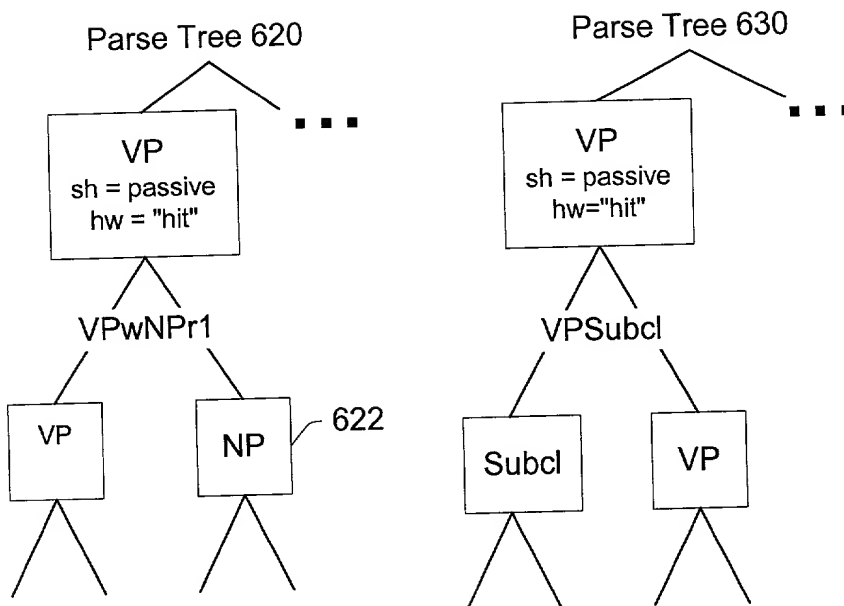 Parse Tree 620
VP
sh = passive
hw = "hit"
VPwNPr1
VP
NP
622
Parse Tree 630
VP
sh = passive
hw="hit"
VPSubcl
Subcl
VP